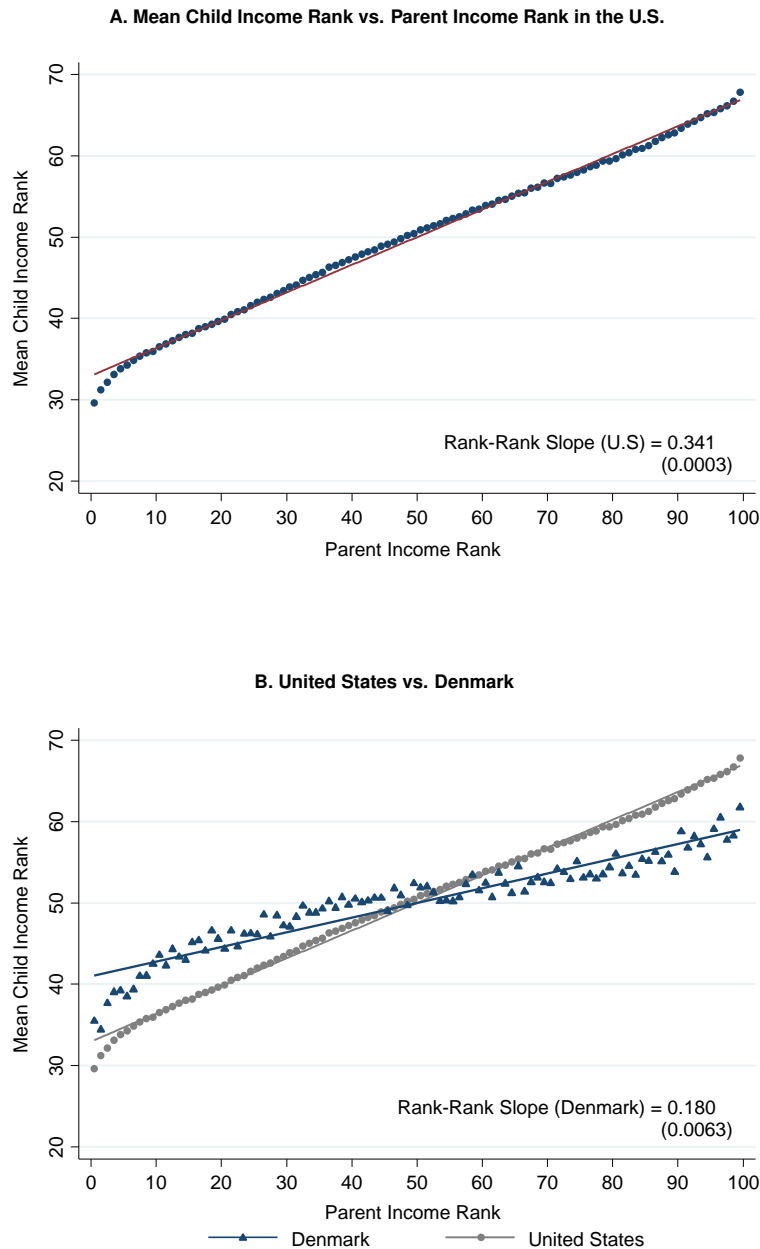 A. Mean Child Income Rank vs. Parent Income Rank in the U.S.
Mean Child Income Rank
70
60
50
40
30
20
Rank-Rank Slope (U.S) = 0.341
(0.0003)
0 10 20 30 40 50 60 70 80 90 100
Parent Income Rank
B. United States vs. Denmark
Mean Child Income Rank
70
60
50
40
30
20
Rank-Rank Slope (Denmark) = 0.180
(0.0063)
0 10 20 30 40 50 60 70 80 90 100
Parent Income Rank
Denmark United States